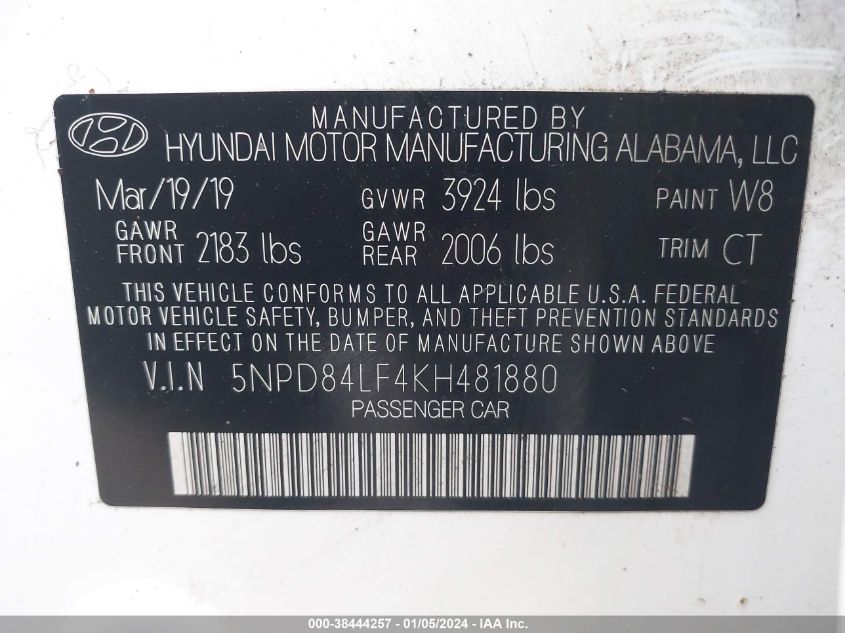 MANUFACTURED BY
HYUNDAI MOTOR MANUFACTURING ALABAMA, LLC
Mar/19/19 GVWR 3924 lbs PAINT W8
GAWR FRONT 2183 lbs GAWR REAR 2006 lbs TRIM CT
THIS VEHICLE CONFORMS TO ALL APPLICABLE U.S.A. FEDERAL
MOTOR VEHICLE SAFETY, BUMPER, AND THEFT PREVENTION STANDARDS
IN EFFECT ON THE DATE OF MANUFACTURE SHOWN ABOVE
V.I.N 5NPD84LF4KH481880
PASSENGER CAR
000-38444257 - 01/05/2024 - IAA Inc.